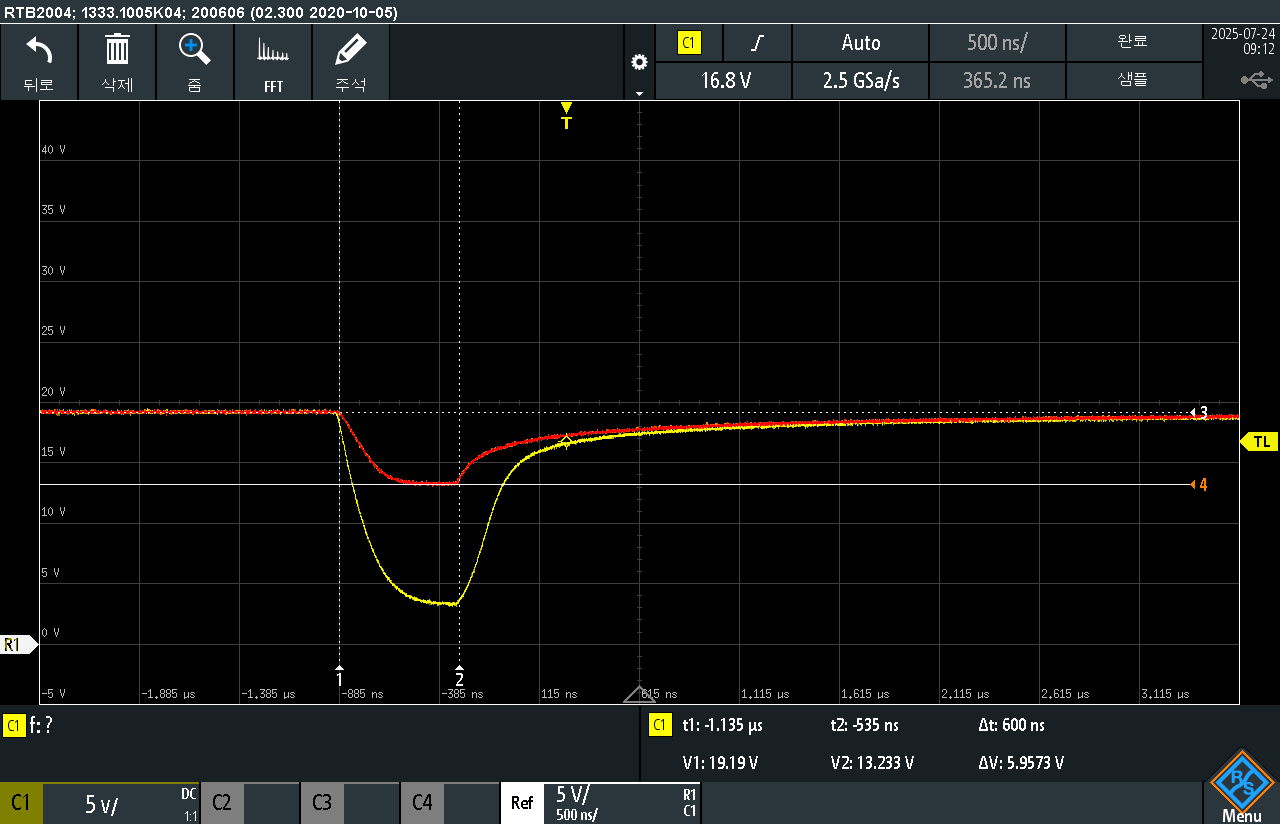 RTB2004; 1333.1005K04; 200606 (02.300 2020-10-05)
뒤로
삭제
줌
FFT
주석
C1
Auto
500 ns/
완료
16.8 V
2.5 GSa/s
365.2 ns
샘플
2025-07-24
09:12
T
40 V
35 V
30 V
25 V
20 V
15 V
10 V
5 V
0 V
-5 V
3
TL
4
R1
1
2
-1,885 µs
-1,385 µs
-885 ns
-385 ns
115 ns
615 ns
1,115 µs
1,615 µs
2,115 µs
2,615 µs
3,115 µs
C1 f: ?
C1 t1: -1.135 µs t2: -535 ns Δt: 600 ns
V1: 19.19 V V2: 13.233 V ΔV: 5.9573 V
C1
5 V/
DC
1:1
C2
C3
C4
Ref
5 V/
500 ns/
R1
C1
R&S
Menu